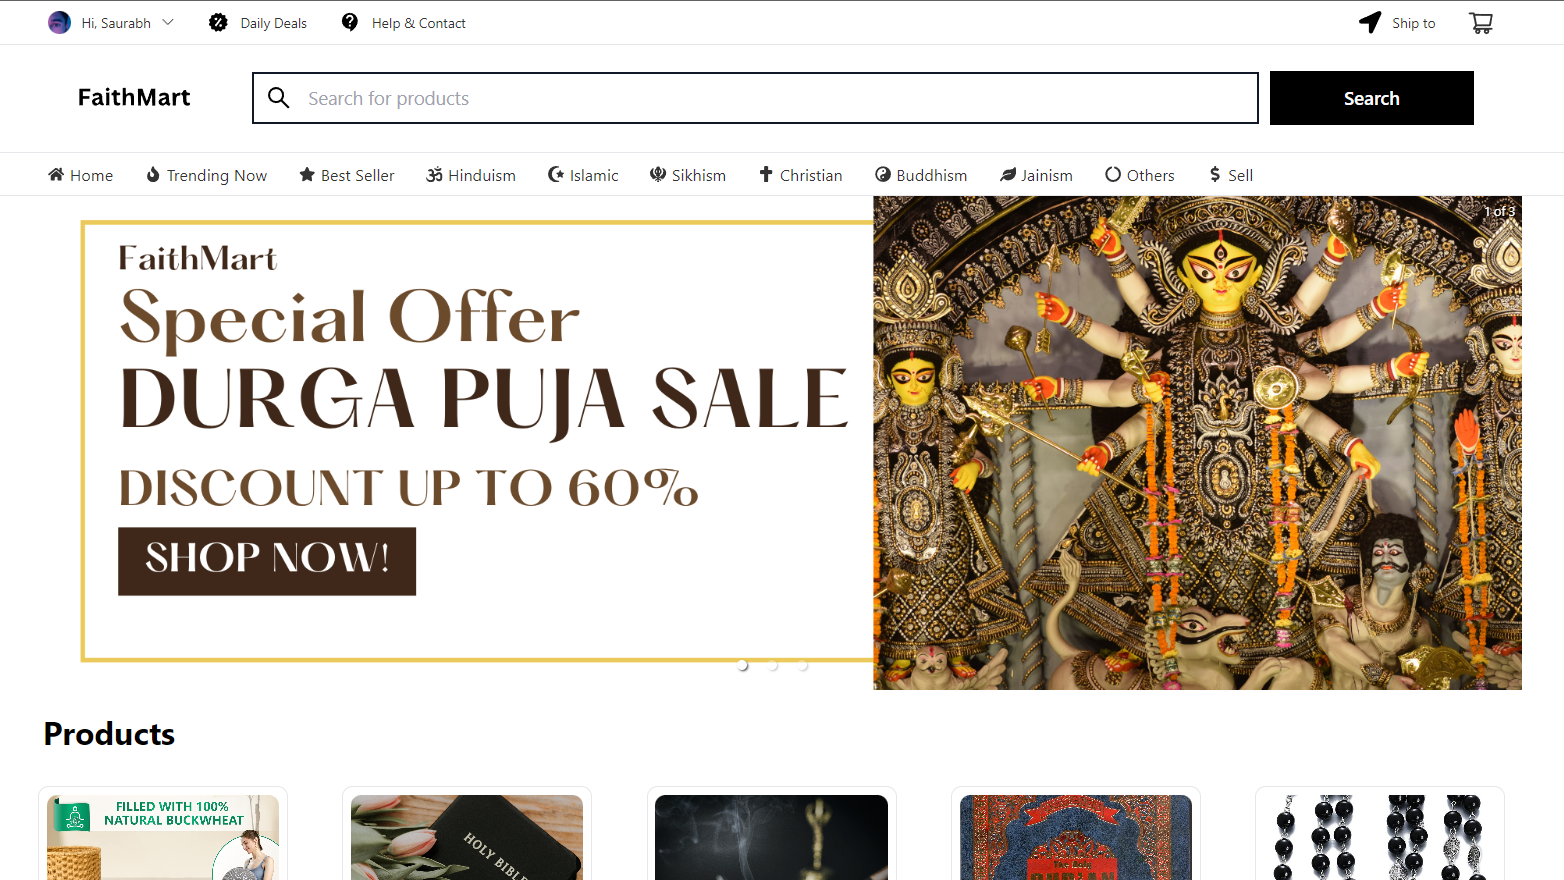 Hi, Saurabh
Daily Deals
Help & Contact
Ship to
FaithMart
Search for products
Search
Home
Trending Now
Best Seller
Hinduism
Islamic
Sikhism
Christian
Buddhism
Jainism
Others
Sell
1 of 3
FaithMart
Special Offer
DURGA PUJA SALE
DISCOUNT UP TO 60%
SHOP NOW!
Products
FILLED WITH 100%
NATURAL BUCKWHEAT
HOLY BIBLE